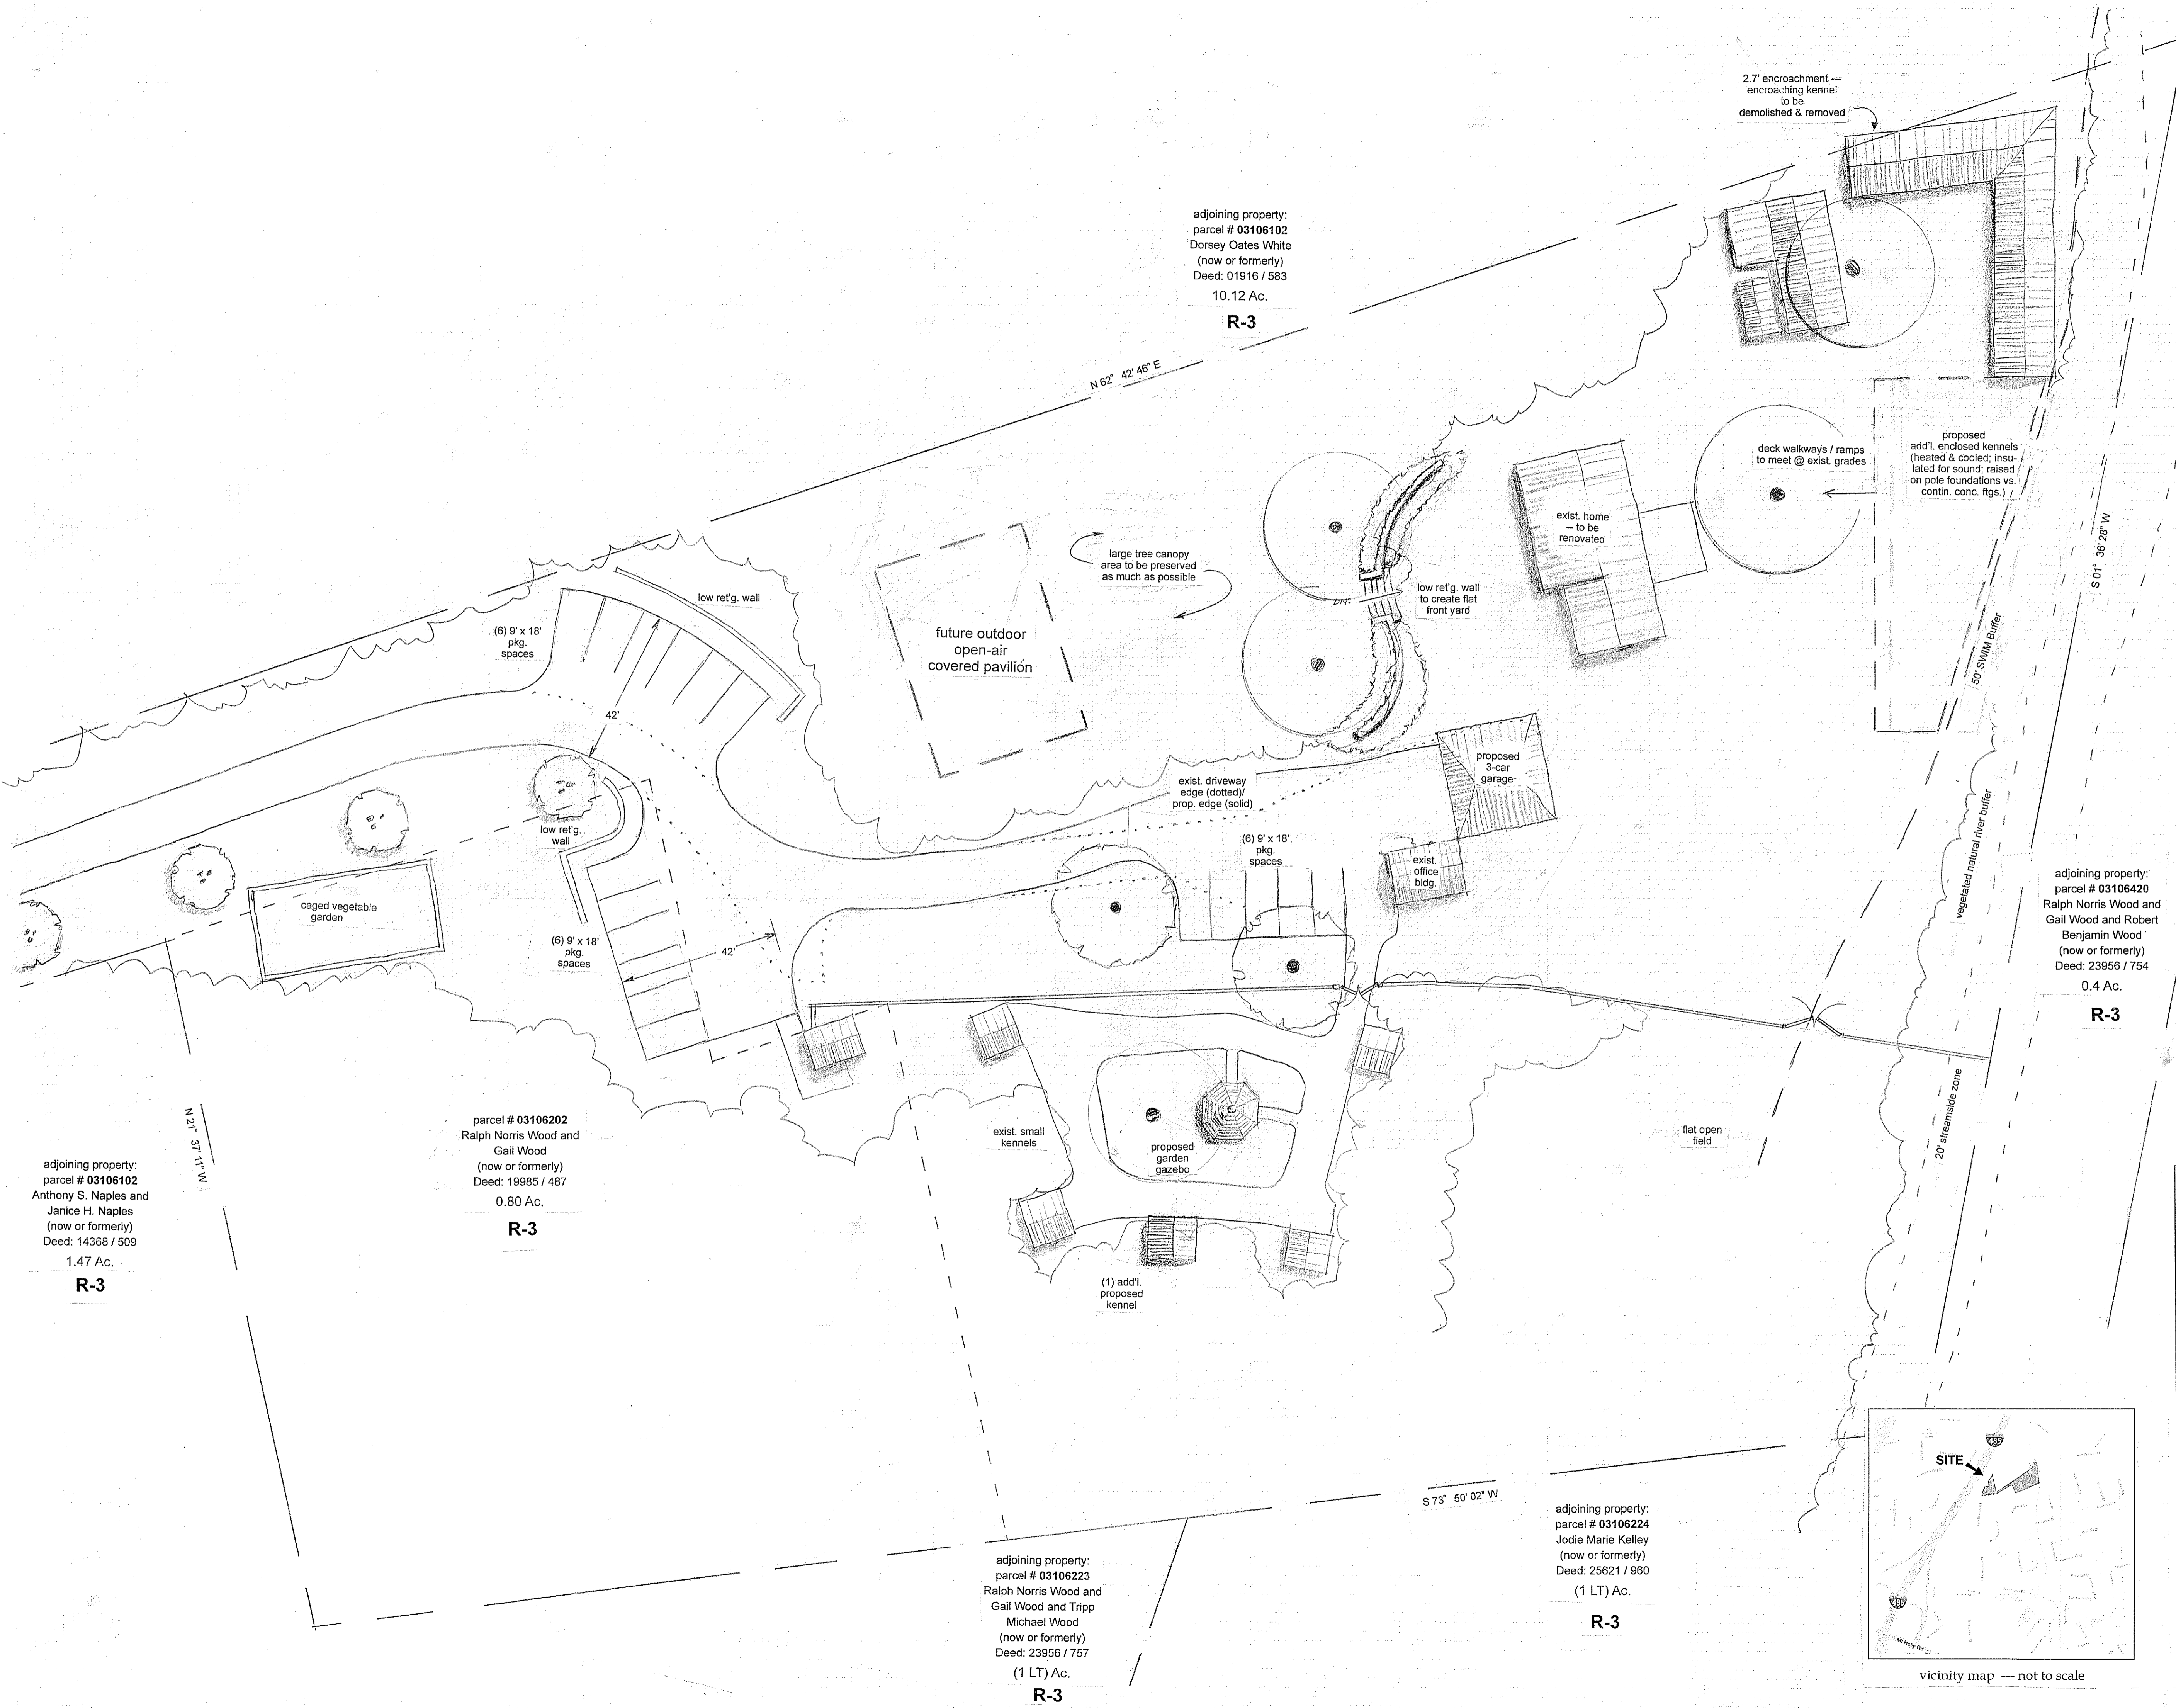 2.7' encroachment —
encroaching kennel
to be
demolished & removed
adjoining property:
parcel # 03106102
Dorsey Oates White
(now or formerly)
Deed: 01916 / 583
10.12 Ac.
R-3
N 62° 42' 46" E
deck walkways / ramps
to meet @ exist. grades
proposed
add'l. enclosed kennels
(heated & cooled; insu-
lated for sound; raised
on pole foundations vs.
contin. conc. ftgs.)
exist. home
-- to be
renovated
large tree canopy
area to be preserved
as much as possible
low ret'g. wall
to create flat
front yard
low ret'g. wall
(6) 9' x 18'
pkg.
spaces
future outdoor
open-air
covered pavilion
42'
S 01° 36' 28" W
50' SWIM Buffer
exist. driveway
edge (dotted)/
prop. edge (solid)
proposed
3-car
garage
low ret'g.
wall
(6) 9' x 18'
pkg.
spaces
exist.
office
bldg.
vegetated natural river buffer
caged vegetable
garden
(6) 9' x 18'
pkg.
spaces
42'
adjoining property:
parcel # 03106420
Ralph Norris Wood and
Gail Wood and Robert
Benjamin Wood
(now or formerly)
Deed: 23956 / 754
0.4 Ac.
R-3
N 21° 37' 11" W
parcel # 03106202
Ralph Norris Wood and
Gail Wood
(now or formerly)
Deed: 19985 / 487
0.80 Ac.
R-3
adjoining property:
parcel # 03106102
Anthony S. Naples and
Janice H. Naples
(now or formerly)
Deed: 14368 / 509
1.47 Ac.
R-3
exist. small
kennels
proposed
garden
gazebo
flat open
field
20' streamside zone
(1) add'l.
proposed
kennel
S 73° 50' 02" W
adjoining property:
parcel # 03106223
Ralph Norris Wood and
Gail Wood and Tripp
Michael Wood
(now or formerly)
Deed: 23956 / 757
(1 LT) Ac.
R-3
adjoining property:
parcel # 03106224
Jodie Marie Kelley
(now or formerly)
Deed: 25621 / 960
(1 LT) Ac.
R-3
485
SITE
485
Mt Holly Rd
vicinity map --- not to scale